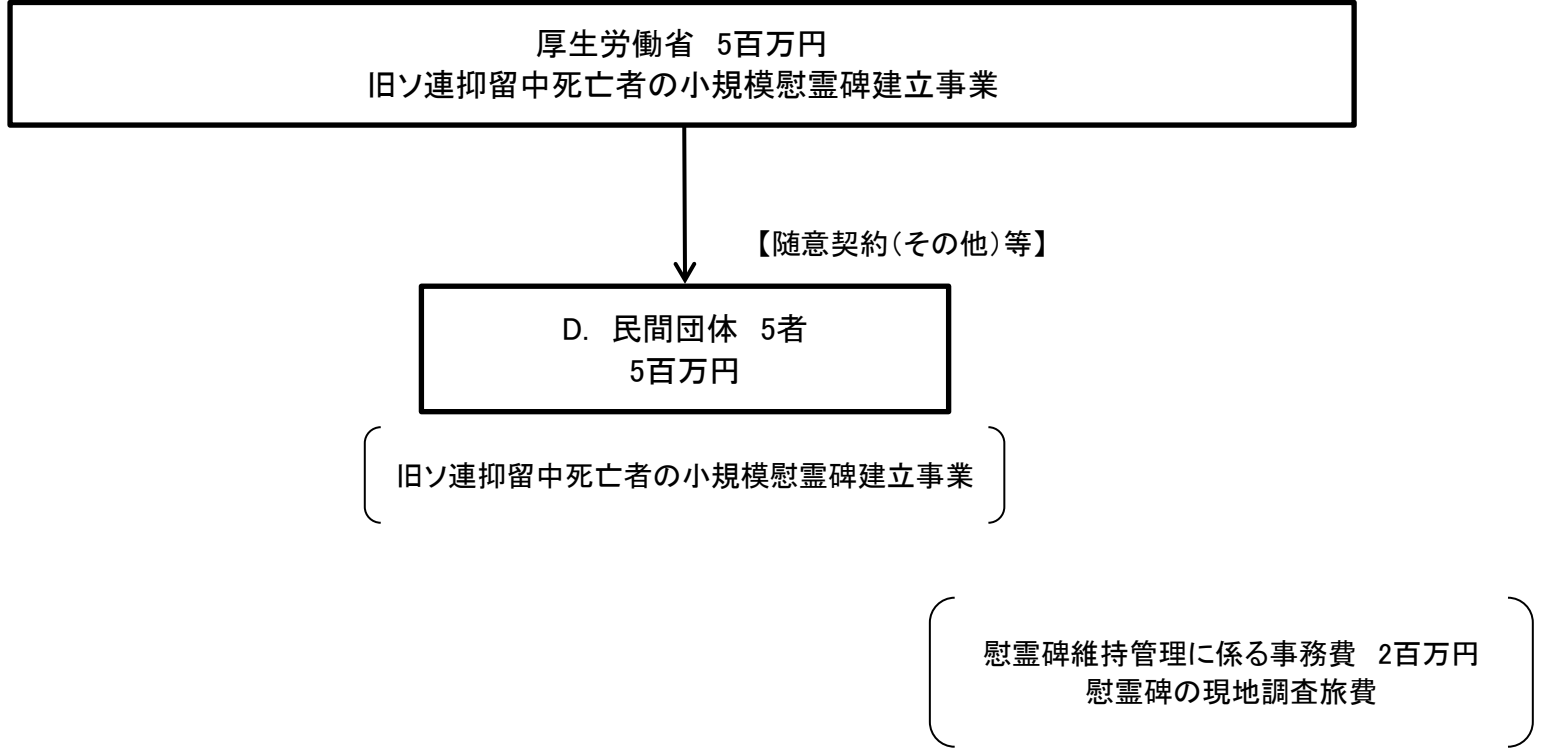 厚生労働省　5百万円
旧ソ連抑留中死亡者の小規模慰霊碑建立事業
【随意契約（その他）等】
D.　民間団体　5者
5百万円
旧ソ連抑留中死亡者の小規模慰霊碑建立事業
慰霊碑維持管理に係る事務費　2百万円
慰霊碑の現地調査旅費